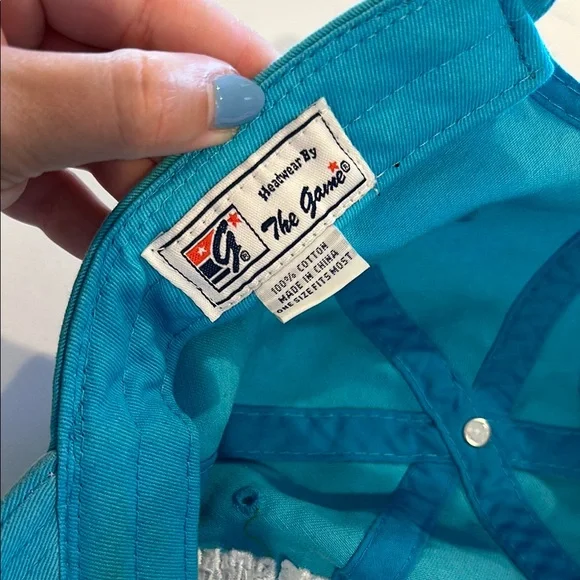 Headwear By
The Game®
G®
100% COTTON
MADE IN CHINA
ONE SIZE FITS MOST